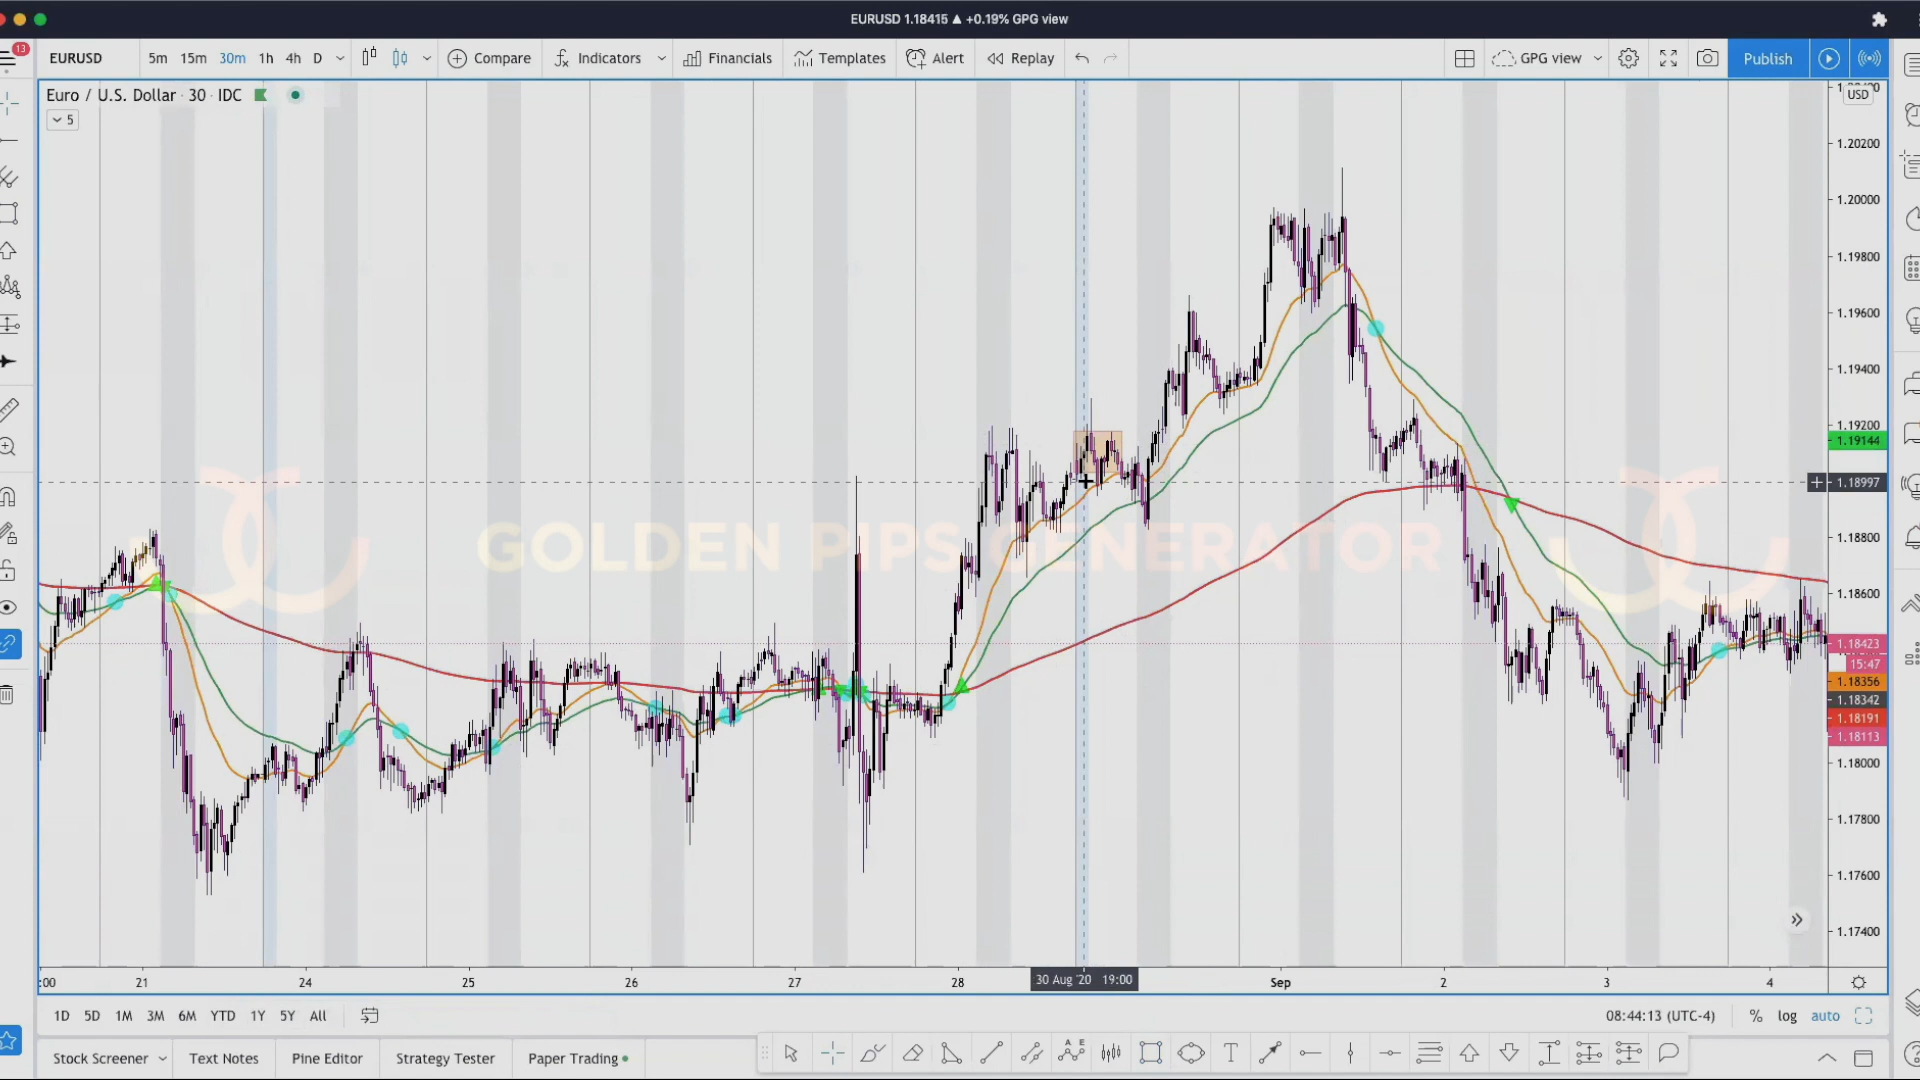 EURUSD 1.18415 ▲ +0.19% GPG view
13
EURUSD 5m 15m 30m 1h 4h D Compare Indicators Financials Templates Alert Replay GPG view Publish
Euro / U.S. Dollar · 30 · IDC
5
USD
1.20200
1.20000
1.19800
1.19600
1.19400
1.19200
1.19144
1.18997
1.18800
1.18600
1.18423
15:47
1.18356
1.18342
1.18191
1.18113
1.18000
1.17800
1.17600
1.17400
GOLDEN PIPS GENERATOR
:00 21 24 25 26 27 28 30 Aug '20 19:00 Sep 2 3 4
1D 5D 1M 3M 6M YTD 1Y 5Y All 08:44:13 (UTC-4) % log auto
Stock Screener Text Notes Pine Editor Strategy Tester Paper Trading